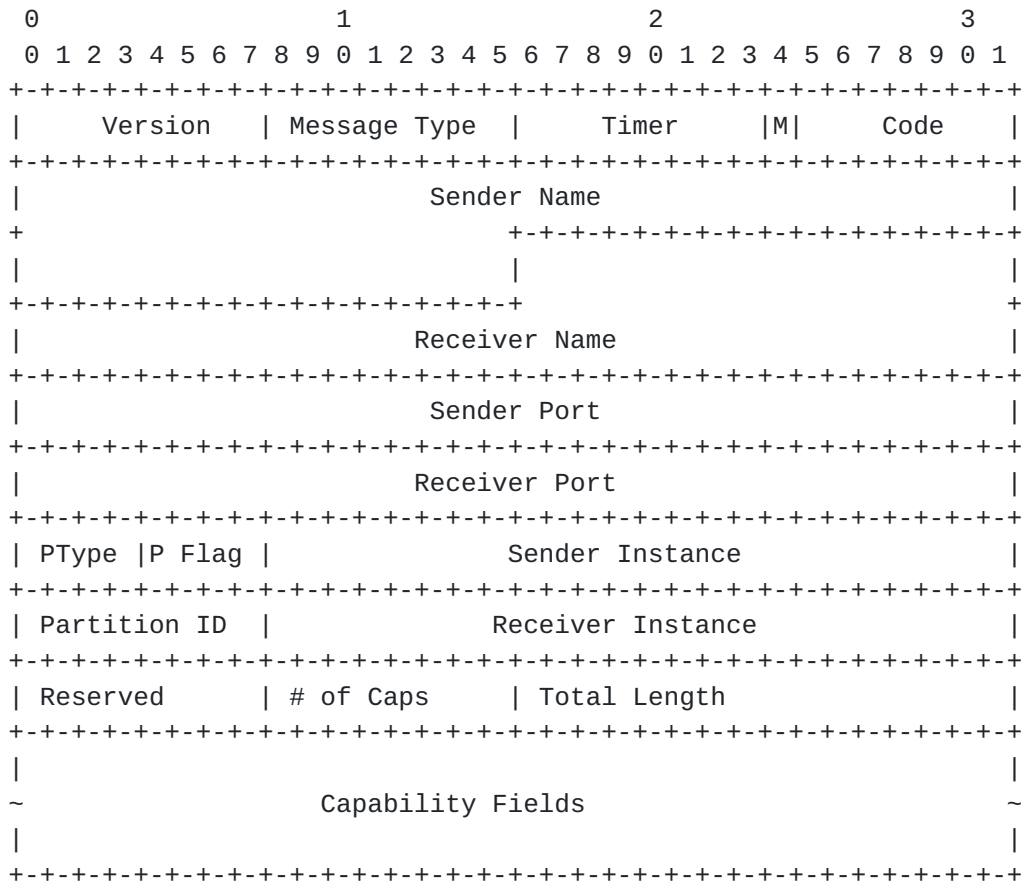 0                   1                   2                   3
 0 1 2 3 4 5 6 7 8 9 0 1 2 3 4 5 6 7 8 9 0 1 2 3 4 5 6 7 8 9 0 1
+-+-+-+-+-+-+-+-+-+-+-+-+-+-+-+-+-+-+-+-+-+-+-+-+-+-+-+-+-+-+-+-+
|     Version   | Message Type  |     Timer     |M|     Code    |
+-+-+-+-+-+-+-+-+-+-+-+-+-+-+-+-+-+-+-+-+-+-+-+-+-+-+-+-+-+-+-+-+
|                          Sender Name                          |
+                               +-+-+-+-+-+-+-+-+-+-+-+-+-+-+-+-+
|                               |                               |
+-+-+-+-+-+-+-+-+-+-+-+-+-+-+-+-+                               +
|                         Receiver Name                         |
+-+-+-+-+-+-+-+-+-+-+-+-+-+-+-+-+-+-+-+-+-+-+-+-+-+-+-+-+-+-+-+-+
|                          Sender Port                          |
+-+-+-+-+-+-+-+-+-+-+-+-+-+-+-+-+-+-+-+-+-+-+-+-+-+-+-+-+-+-+-+-+
|                         Receiver Port                         |
+-+-+-+-+-+-+-+-+-+-+-+-+-+-+-+-+-+-+-+-+-+-+-+-+-+-+-+-+-+-+-+-+
| PType |P Flag |               Sender Instance                 |
+-+-+-+-+-+-+-+-+-+-+-+-+-+-+-+-+-+-+-+-+-+-+-+-+-+-+-+-+-+-+-+-+
| Partition ID  |              Receiver Instance                |
+-+-+-+-+-+-+-+-+-+-+-+-+-+-+-+-+-+-+-+-+-+-+-+-+-+-+-+-+-+-+-+-+
| Reserved      | # of Caps     | Total Length                  |
+-+-+-+-+-+-+-+-+-+-+-+-+-+-+-+-+-+-+-+-+-+-+-+-+-+-+-+-+-+-+-+-+
|                                                               |
~                   Capability Fields                           ~
|                                                               |
+-+-+-+-+-+-+-+-+-+-+-+-+-+-+-+-+-+-+-+-+-+-+-+-+-+-+-+-+-+-+-+-+